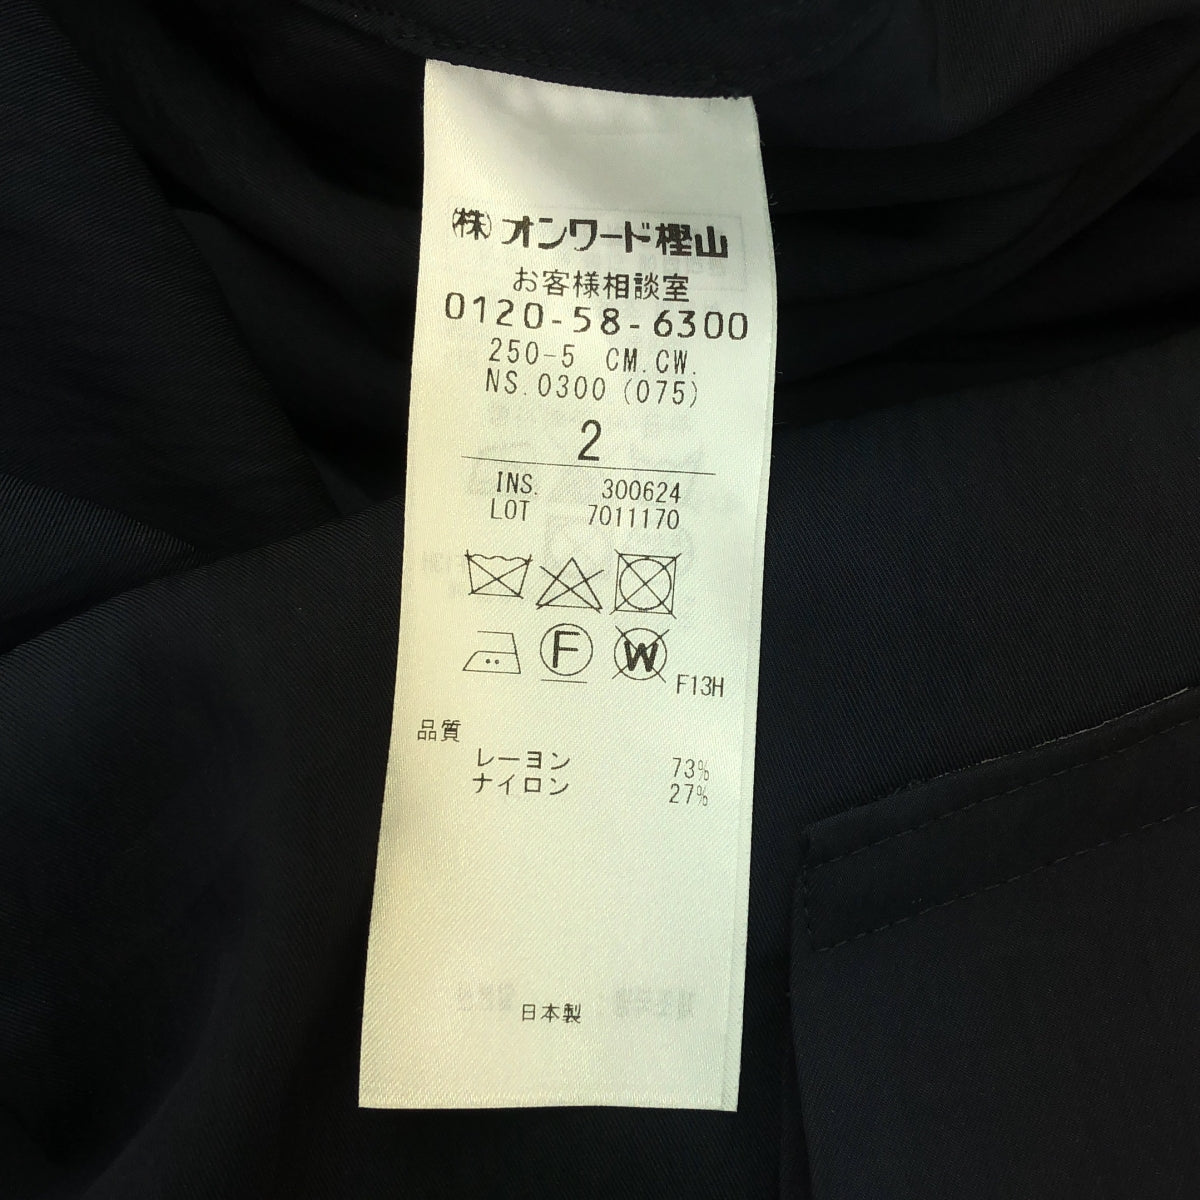 (株)オンワード樫山
お客様相談室
0120-58-6300
250-5 CM.CW.
NS.0300 (075)
2
INS. 300624
LOT 7011170
F W F13H
品質
レーヨン 73%
ナイロン 27%
日本製